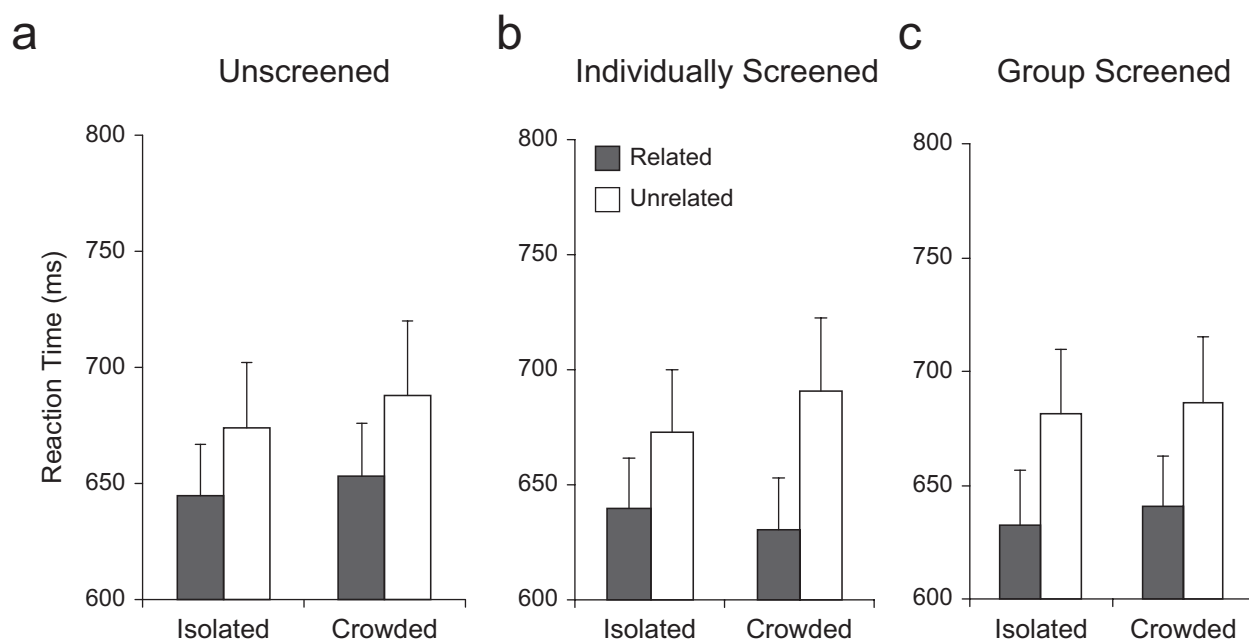 a
Unscreened
b
Individually Screened
c
Group Screened
Reaction Time (ms)
800
750
700
650
600
Isolated
Crowded
800
750
700
650
600
Related
Unrelated
Isolated
Crowded
800
750
700
650
600
Isolated
Crowded